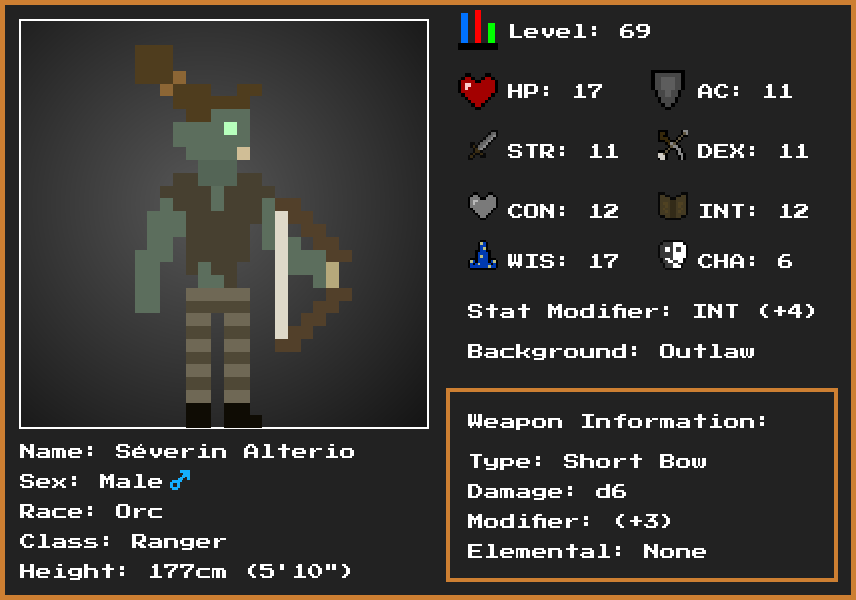 Level: 69
HP: 17
AC: 11
STR: 11
DEX: 11
CON: 12
INT: 12
WIS: 17
CHA: 6
Stat Modifier: INT (+4)
Background: Outlaw
Weapon Information:
Type: Short Bow
Damage: d6
Modifier: (+3)
Elemental: None
Name: Séverin Alterio
Sex: Male♂
Race: Orc
Class: Ranger
Height: 177cm (5'10")